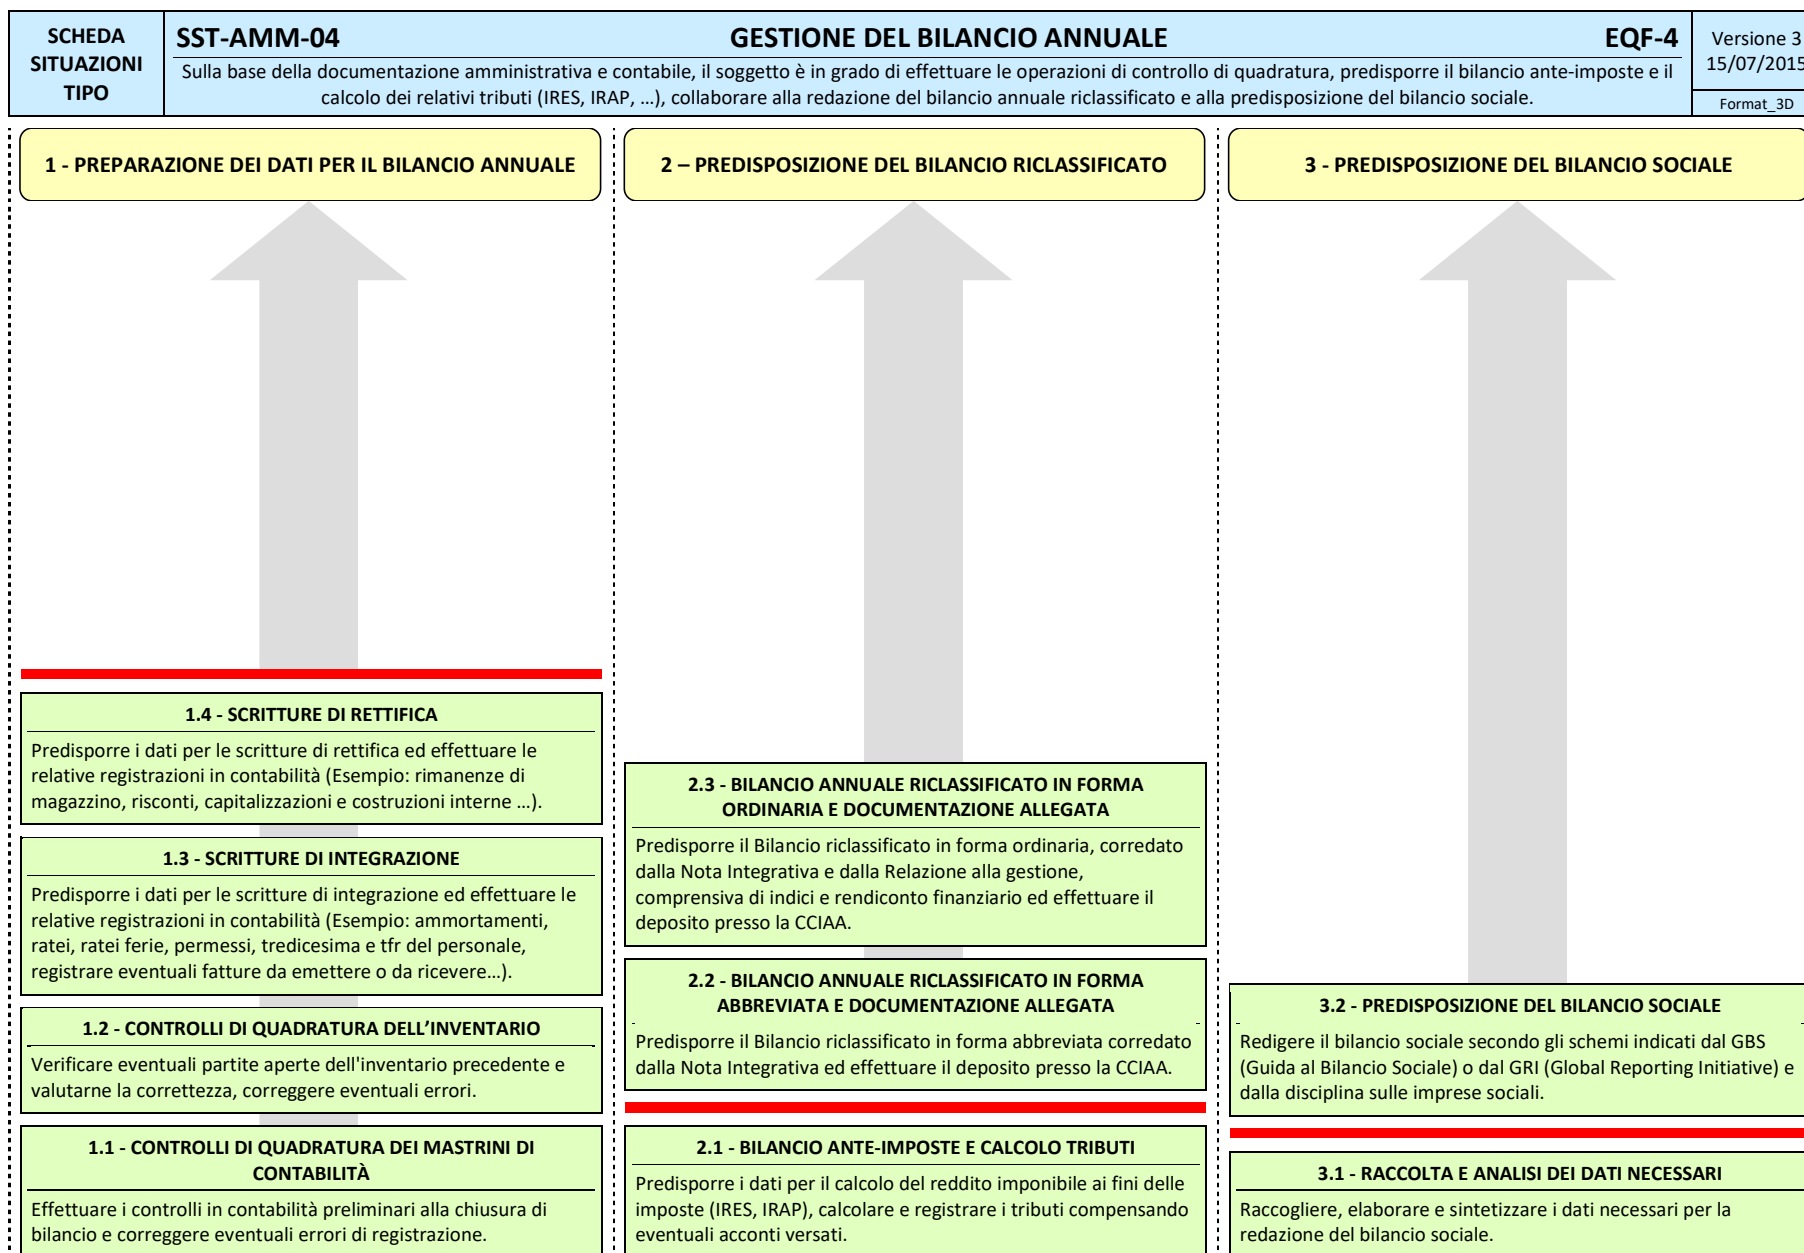 SCHEDA
SITUAZIONI
TIPO
SST-AMM-04
GESTIONE DEL BILANCIO ANNUALE
EQF-4
Sulla base della documentazione amministrativa e contabile, il soggetto è in grado di effettuare le operazioni di controllo di quadratura, predisporre il bilancio ante-imposte e il
calcolo dei relativi tributi (IRES, IRAP, …), collaborare alla redazione del bilancio annuale riclassificato e alla predisposizione del bilancio sociale.
Versione 3
15/07/2015
Format_3D
1 - PREPARAZIONE DEI DATI PER IL BILANCIO ANNUALE
1.4 - SCRITTURE DI RETTIFICA
Predisporre i dati per le scritture di rettifica ed effettuare le
relative registrazioni in contabilità (Esempio: rimanenze di
magazzino, risconti, capitalizzazioni e costruzioni interne …).
1.3 - SCRITTURE DI INTEGRAZIONE
Predisporre i dati per le scritture di integrazione ed effettuare le
relative registrazioni in contabilità (Esempio: ammortamenti,
ratei, ratei ferie, permessi, tredicesima e tfr del personale,
registrare eventuali fatture da emettere o da ricevere…).
1.2 - CONTROLLI DI QUADRATURA DELL’INVENTARIO
Verificare eventuali partite aperte dell'inventario precedente e
valutarne la correttezza, correggere eventuali errori.
1.1 - CONTROLLI DI QUADRATURA DEI MASTRINI DI
CONTABILITÀ
Effettuare i controlli in contabilità preliminari alla chiusura di
bilancio e correggere eventuali errori di registrazione.
2 – PREDISPOSIZIONE DEL BILANCIO RICLASSIFICATO
2.3 - BILANCIO ANNUALE RICLASSIFICATO IN FORMA
ORDINARIA E DOCUMENTAZIONE ALLEGATA
Predisporre il Bilancio riclassificato in forma ordinaria, corredato
dalla Nota Integrativa e dalla Relazione alla gestione,
comprensiva di indici e rendiconto finanziario ed effettuare il
deposito presso la CCIAA.
2.2 - BILANCIO ANNUALE RICLASSIFICATO IN FORMA
ABBREVIATA E DOCUMENTAZIONE ALLEGATA
Predisporre il Bilancio riclassificato in forma abbreviata corredato
dalla Nota Integrativa ed effettuare il deposito presso la CCIAA.
2.1 - BILANCIO ANTE-IMPOSTE E CALCOLO TRIBUTI
Predisporre i dati per il calcolo del reddito imponibile ai fini delle
imposte (IRES, IRAP), calcolare e registrare i tributi compensando
eventuali acconti versati.
3 - PREDISPOSIZIONE DEL BILANCIO SOCIALE
3.2 - PREDISPOSIZIONE DEL BILANCIO SOCIALE
Redigere il bilancio sociale secondo gli schemi indicati dal GBS
(Guida al Bilancio Sociale) o dal GRI (Global Reporting Initiative) e
dalla disciplina sulle imprese sociali.
3.1 - RACCOLTA E ANALISI DEI DATI NECESSARI
Raccogliere, elaborare e sintetizzare i dati necessari per la
redazione del bilancio sociale.